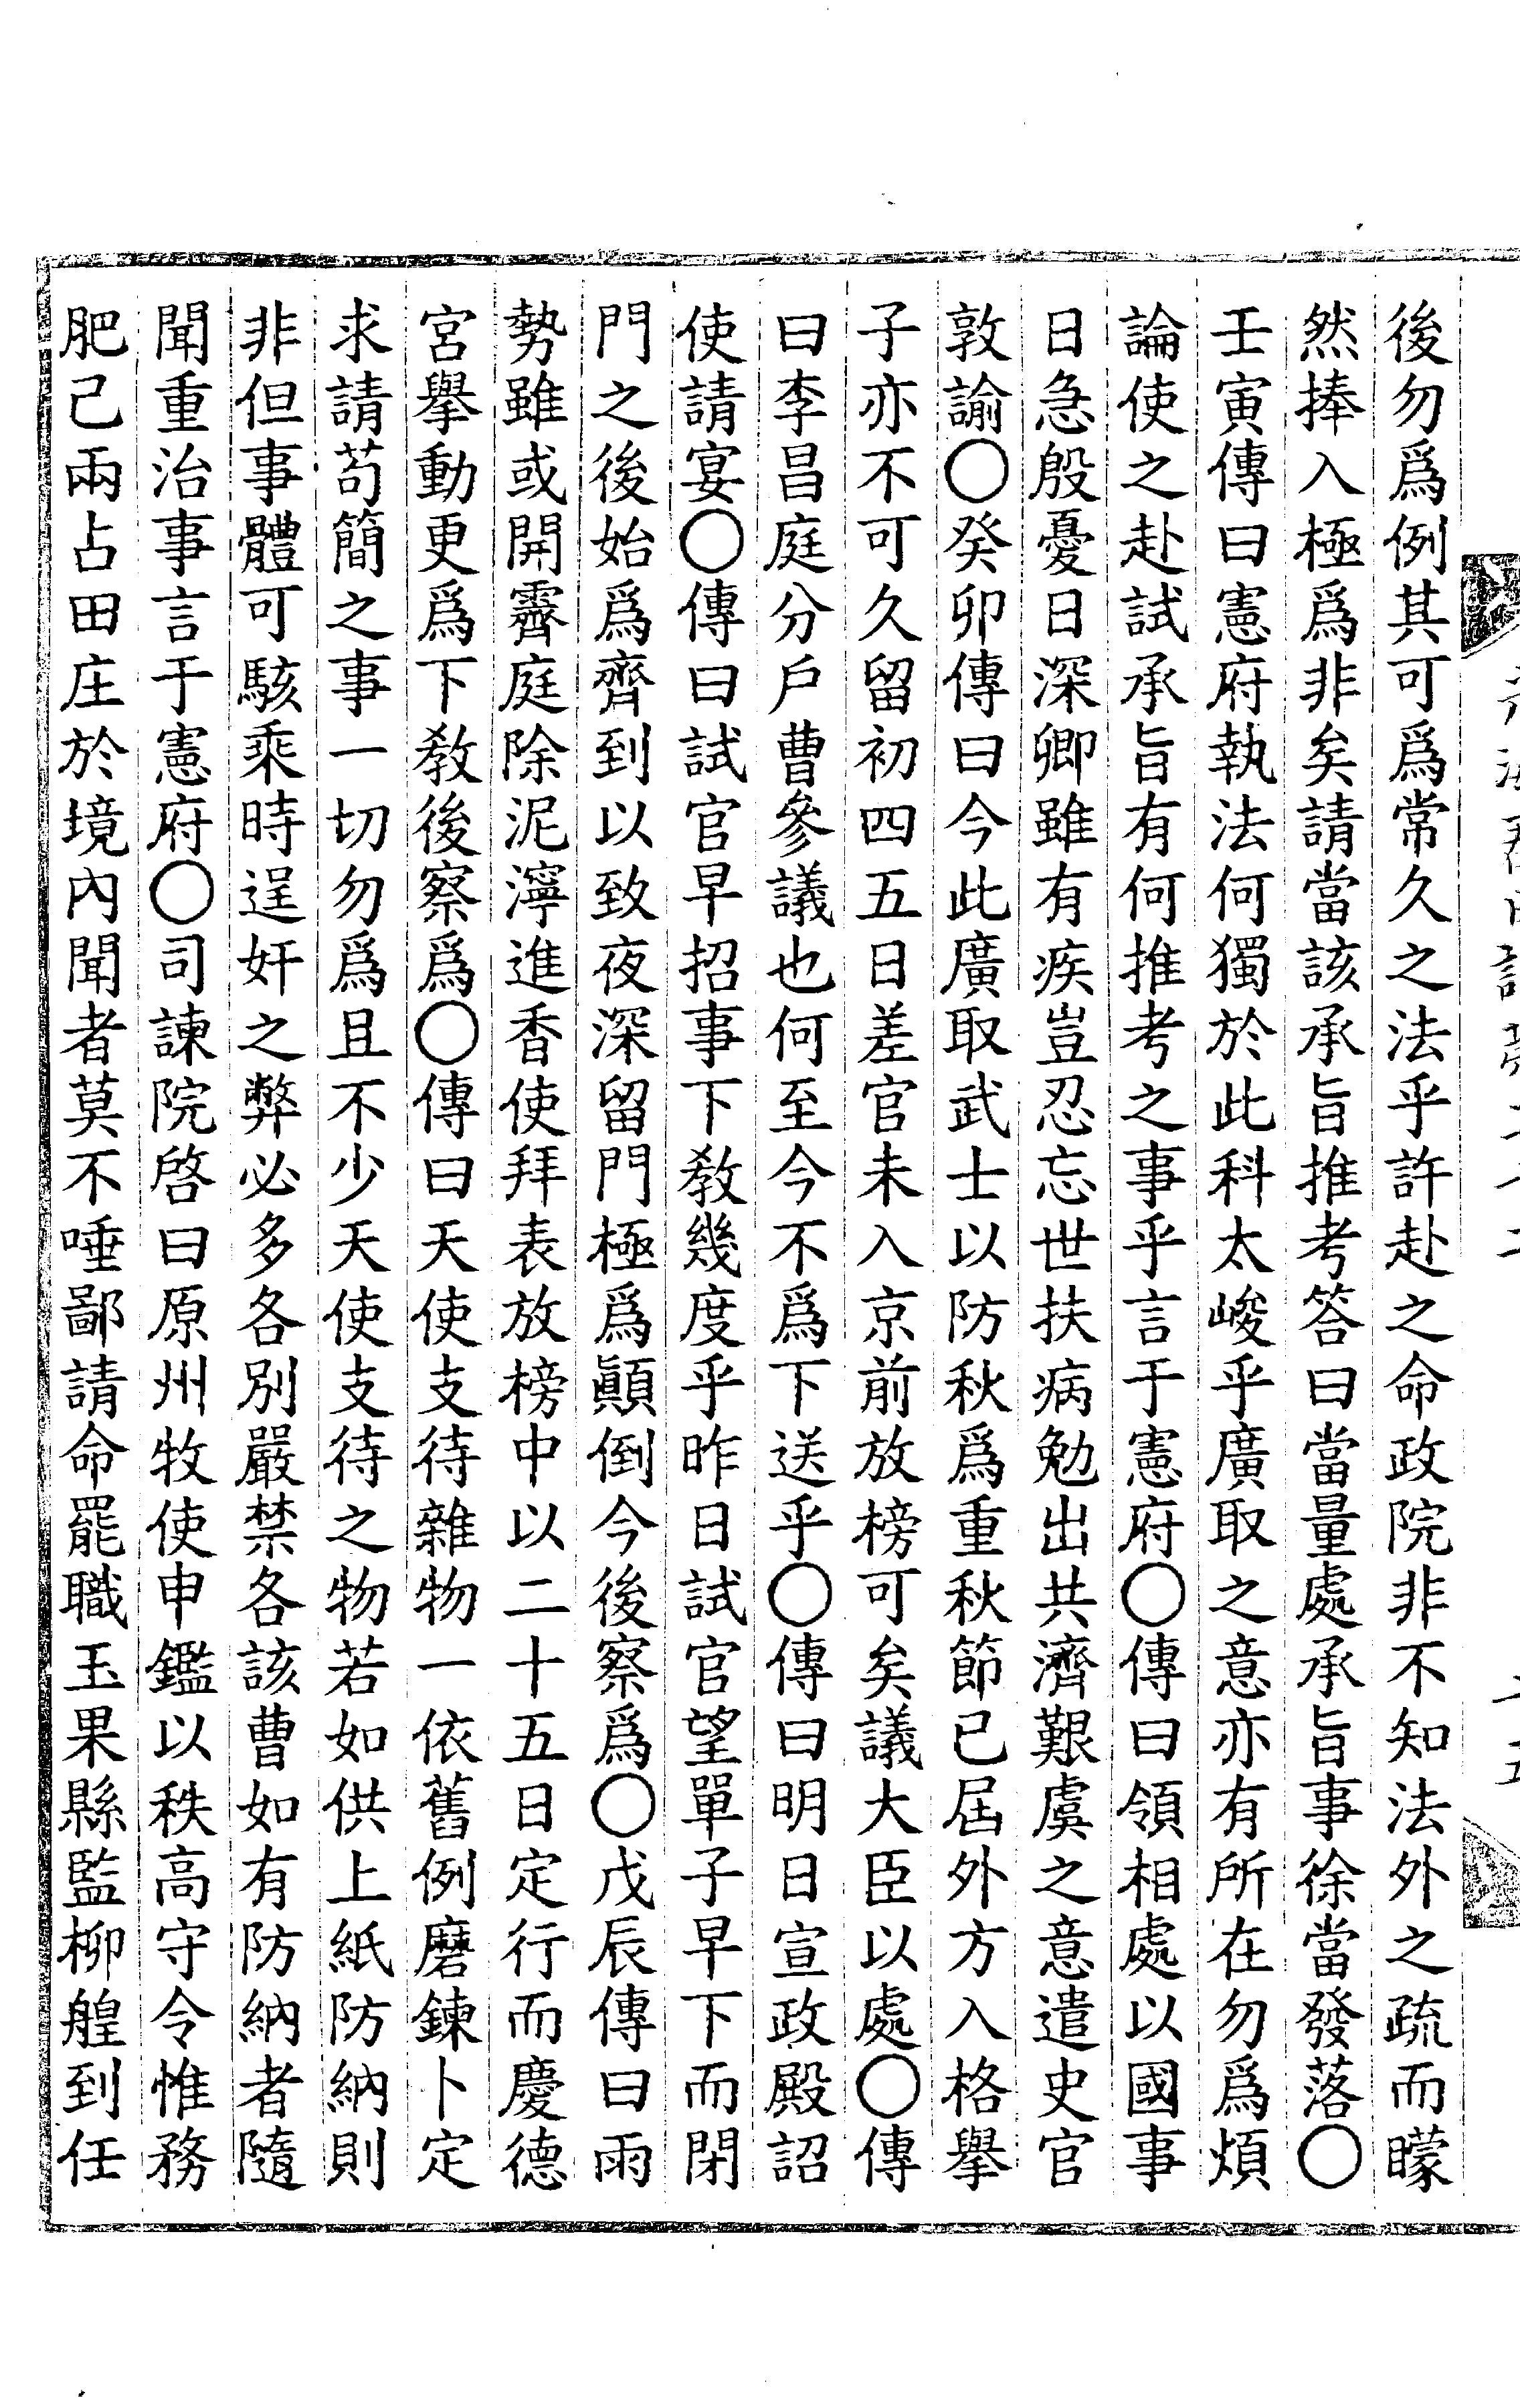 後勿爲例其可爲常久之法乎許赴之命政院非不知法外之疏而矇
然捧入極爲非矣請當該承旨推考答曰當量處承旨事徐當發落○
壬寅傳曰憲府執法何獨於此科太峻乎廣取之意亦有所在勿爲煩
論使之赴試承旨有何推考之事乎言于憲府○傳曰領相處以國事
日急殷憂日深卿雖有疾豈忍忘世扶病勉出共濟艱虞之意遣史官
敦諭○癸卯傳曰今此廣取武士以防秋爲重秋節已屆外方入格擧
子亦不可久留初四五日差官未入京前放榜可矣議大臣以處○傳
曰李昌庭分戶曹參議也何至今不爲下送乎○傳曰明日宣政殿詔
使請宴○傳曰試官早招事下敎幾度乎昨日試官望單子早下而閉
門之後始爲齊到以致夜深留門極爲顚倒今後察爲○戊辰傳曰雨
勢雖或開霽庭除泥濘進香使拜表放榜中以二十五日定行而慶德
宮擧動更爲下敎後察爲○傳曰天使支待雜物一依舊例磨鍊卜定
求請苟簡之事一切勿爲且不少天使支待之物若如供上紙防納則
非但事體可駭乘時逞奸之弊必多各別嚴禁各該曹如有防納者隨
聞重治事言于憲府○司諫院啓曰原州牧使申鑑以秩高守令惟務
肥己兩占田庄於境內聞者莫不唾鄙請命罷職玉果縣監柳艎到任